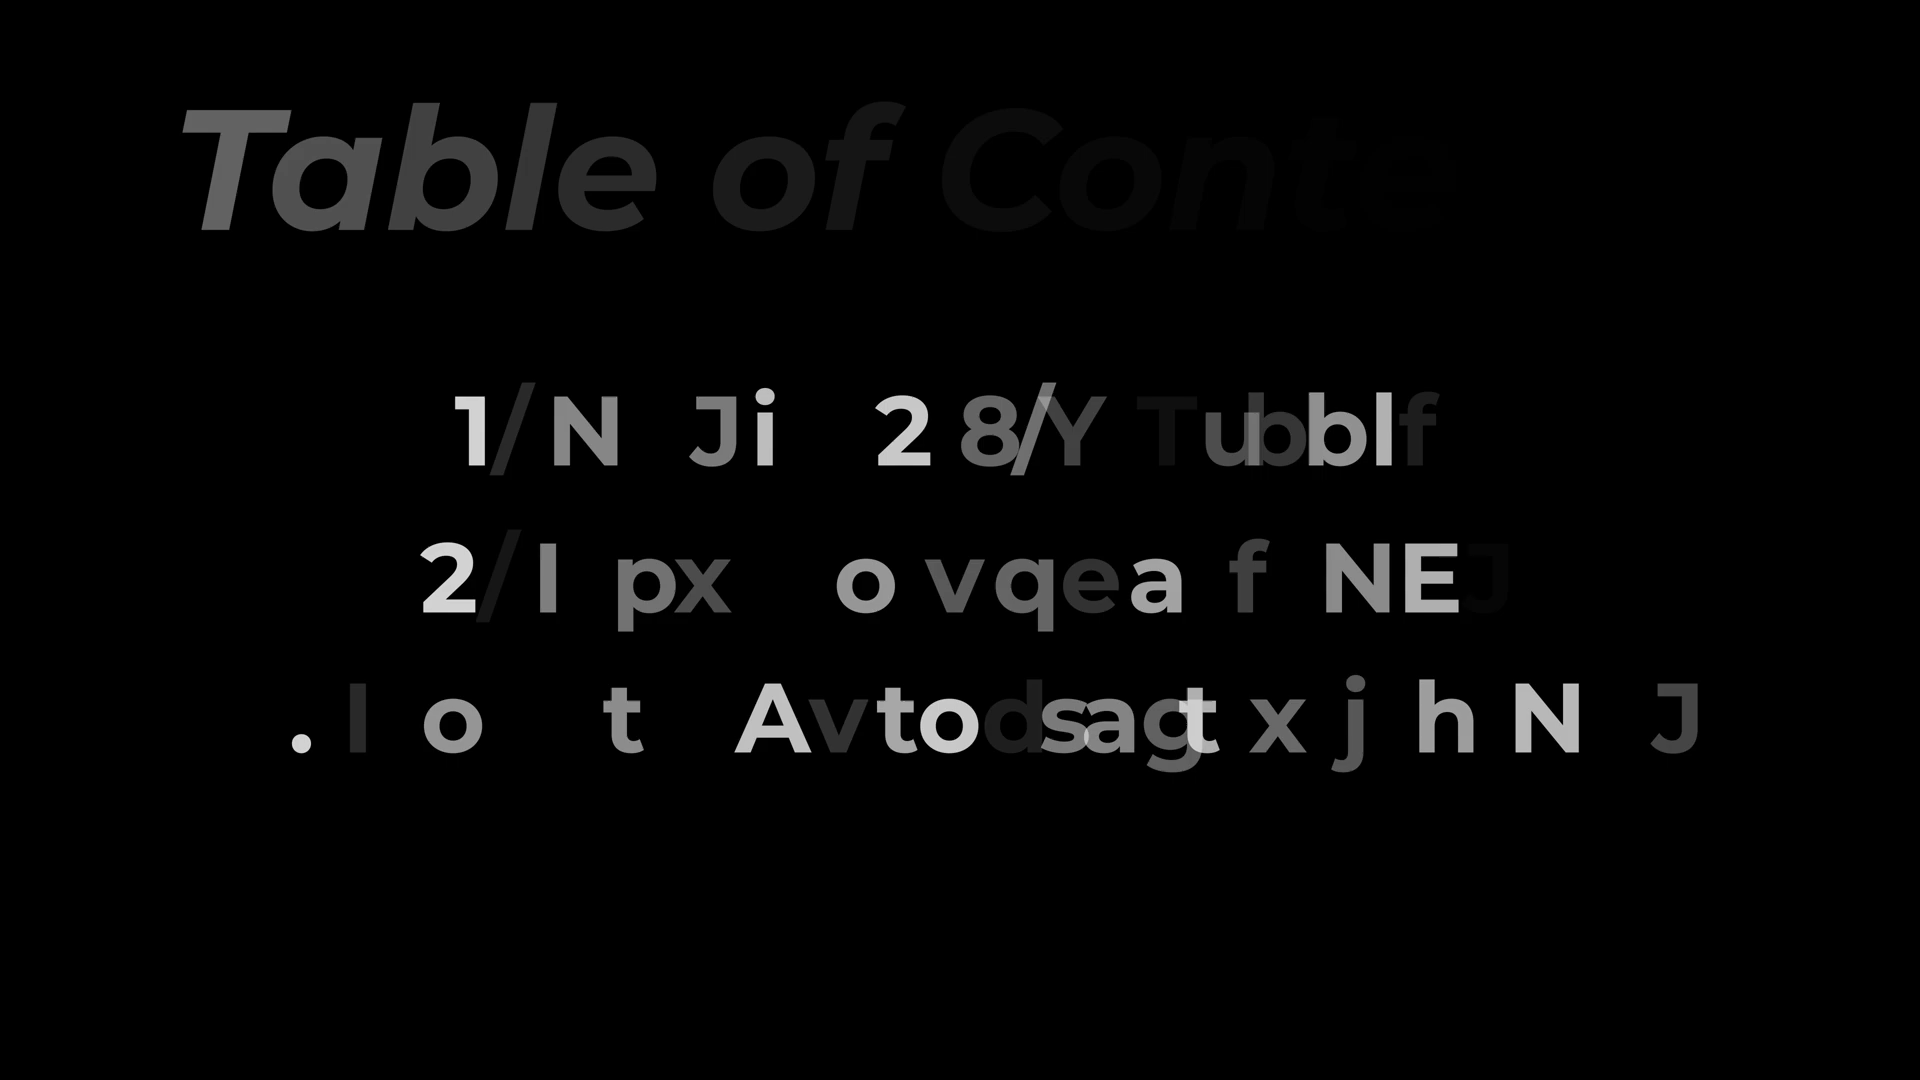 Table of Conte
1/N Ji 2 8/Y Tubblf
2/I px o vqea f NEJ
. I o t Avtodsagt x j h N J